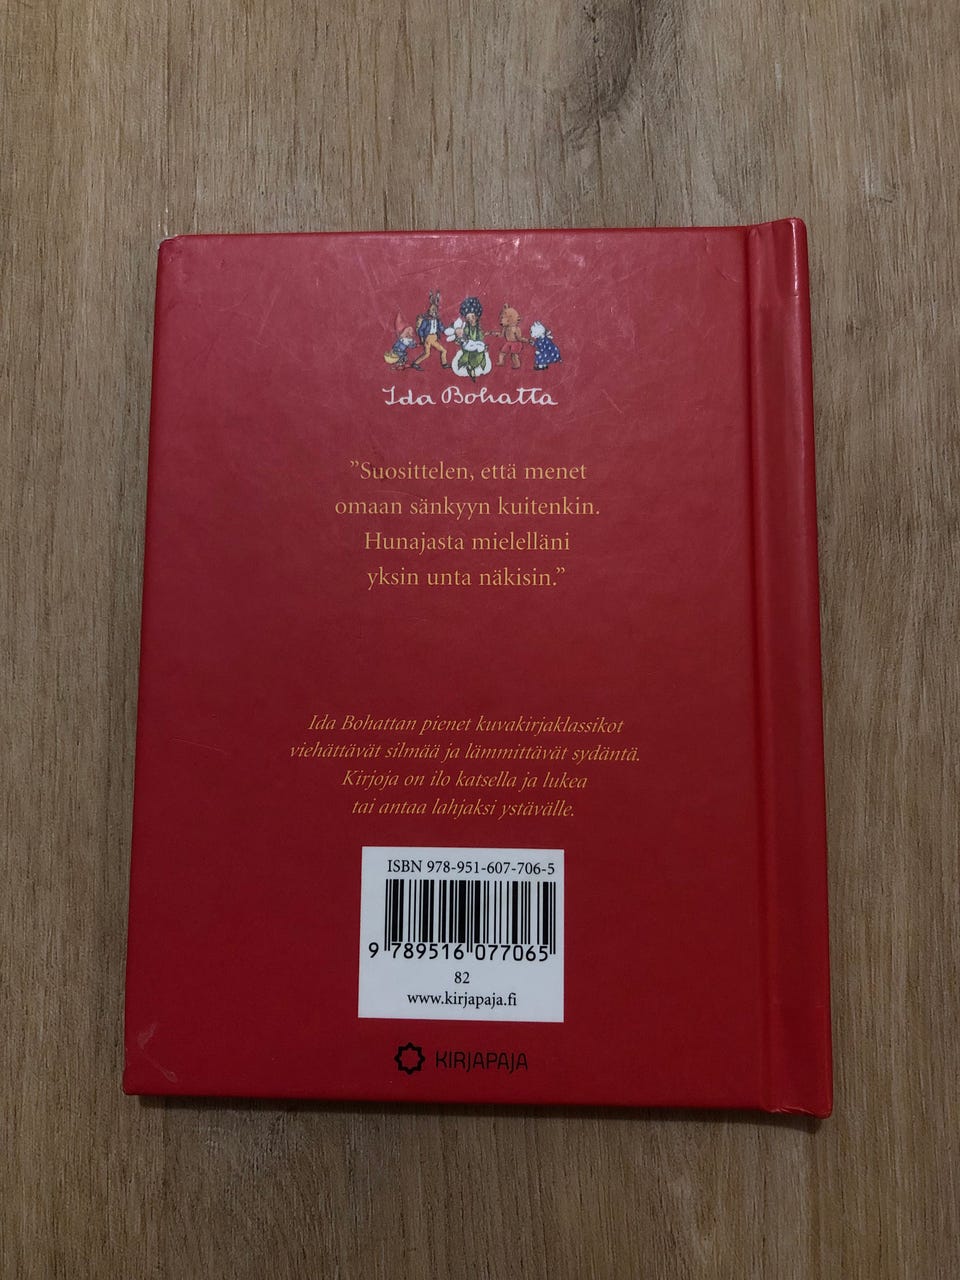 Ida Bohatta
”Suosittelen, että menet
omaan sänkyyn kuitenkin.
Hunajasta mielelläni
yksin unta näkisin.”
Ida Bohattan pienet kuvakirjaklassikot
viehättävät silmää ja lämmittävät sydäntä.
Kirjoja on ilo katsella ja lukea
tai antaa lahjaksi ystävälle.
ISBN 978-951-607-706-5
9 789516 077065
82
www.kirjapaja.fi
KIRJAPAJA